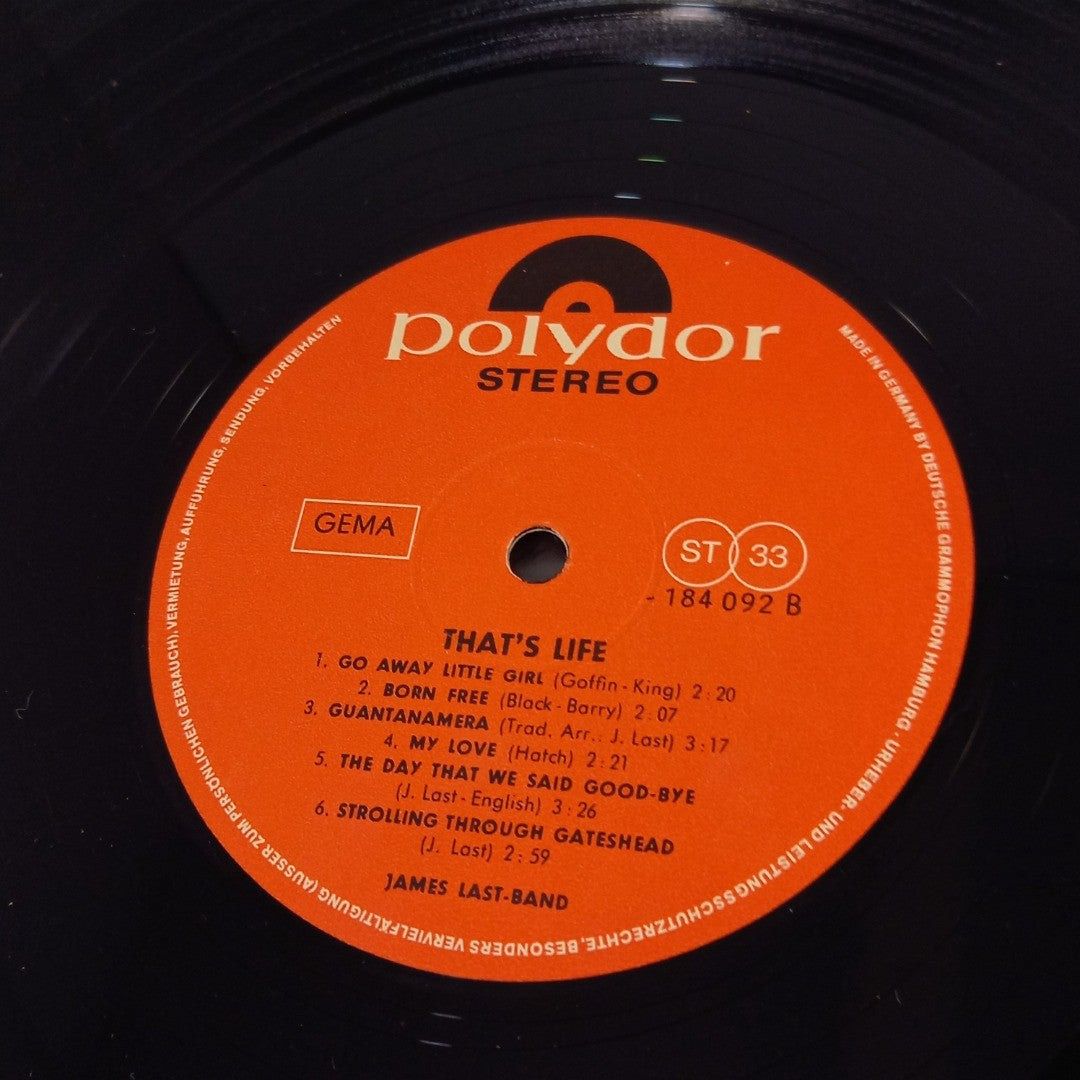 polydor
STEREO
GEMA
ST 33
184 092 B
THAT'S LIFE
1. GO AWAY LITTLE GIRL (Goffin - King) 2 : 20
2. BORN FREE (Black - Barry) 2 : 07
3. GUANTANAMERA (Trad. Arr.: J. Last) 3 : 17
4. MY LOVE (Hatch) 2 : 21
5. THE DAY THAT WE SAID GOOD-BYE
(J. Last - English) 3 : 26
6. STROLLING THROUGH GATESHEAD
(J. Last) 2 : 59
JAMES LAST-BAND
MADE IN GERMANY BY DEUTSCHE GRAMMOPHON HAMBURG · URHEBER- UND LEISTUNGSSCHUTZRECHTE, BESONDERS VERVIELFÄLTIGUNG (AUSSER ZUM PERSÖNLICHEN GEBRAUCH), VERMIETUNG, AUFFÜHRUNG, SENDUNG, VORBEHALTEN